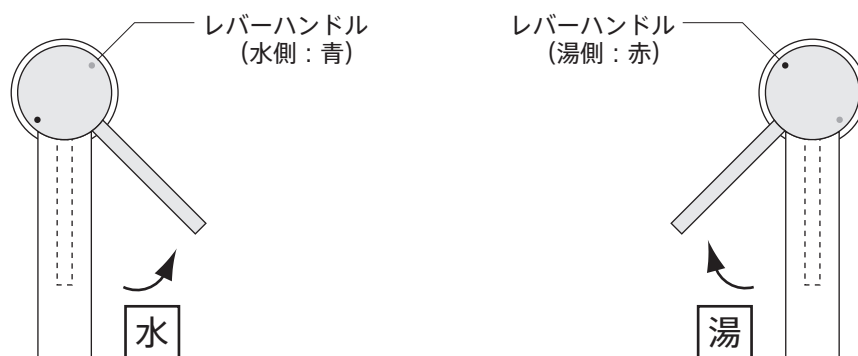 レバーハンドル
(水側：青)
レバーハンドル
(湯側：赤)
水
湯